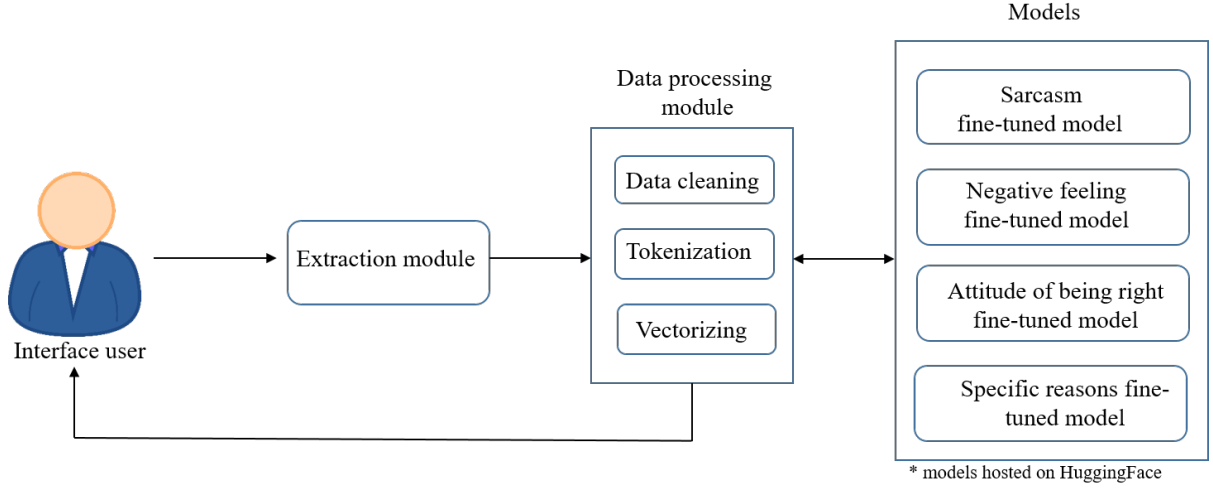 Interface user
Extraction module
Data processing
module
Data cleaning
Tokenization
Vectorizing
Models
Sarcasm
fine-tuned model
Negative feeling
fine-tuned model
Attitude of being right
fine-tuned model
Specific reasons fine-
tuned model
* models hosted on HuggingFace